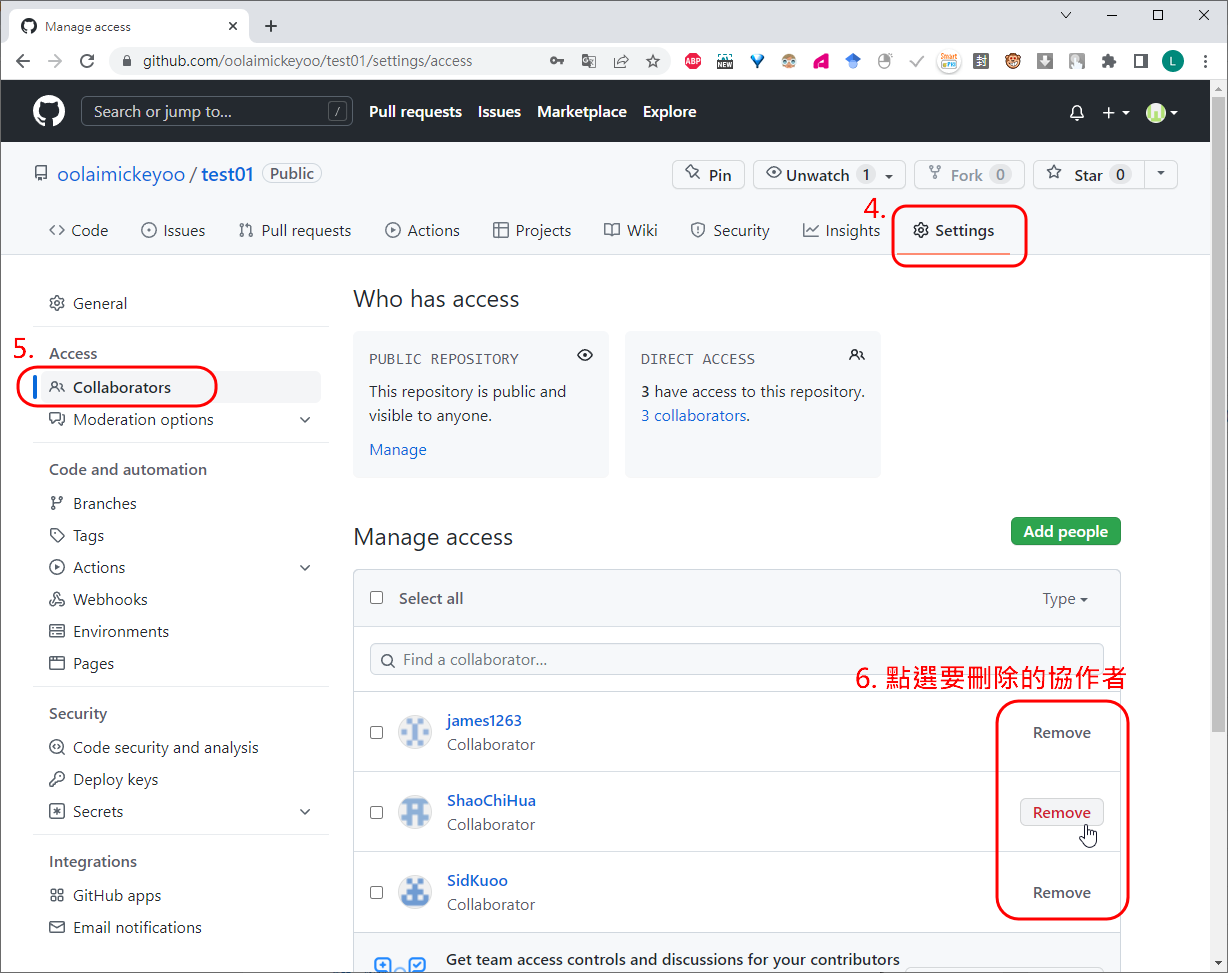 Manage access
github.com/oolaimickeyoo/test01/settings/access
ABP
NEW
Smart
封
L
Search or jump to... /
Pull requests Issues Marketplace Explore
oolaimickeyoo / test01 Public
Pin
Unwatch 1
Fork 0
Star 0
4.
Code Issues Pull requests Actions Projects Wiki Security Insights Settings
General
5.
Access
Collaborators
Moderation options
Code and automation
Branches
Tags
Actions
Webhooks
Environments
Pages
Security
Code security and analysis
Deploy keys
Secrets
Integrations
GitHub apps
Email notifications
Who has access
PUBLIC REPOSITORY
This repository is public and
visible to anyone.
Manage
DIRECT ACCESS
3 have access to this repository.
3 collaborators.
Manage access
Add people
Select all
Type
Find a collaborator...
6. 點選要刪除的協作者
james1263
Collaborator
Remove
ShaoChiHua
Collaborator
Remove
SidKuoo
Collaborator
Remove
Get team access controls and discussions for your contributors